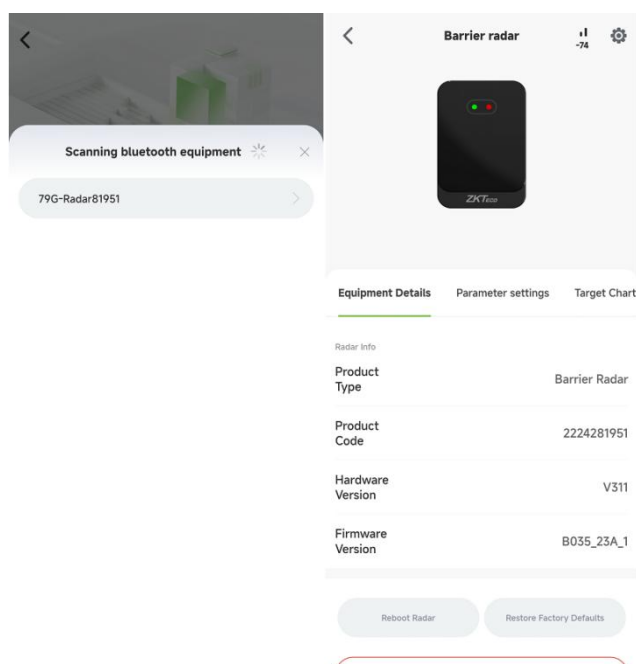 Scanning bluetooth equipment
79G-Radar81951
Barrier radar
-74
ZKTeco
Equipment Details
Parameter settings
Target Chart
Radar Info
Product
Type
Barrier Radar
Product
Code
2224281951
Hardware
Version
V311
Firmware
Version
B035_23A_1
Reboot Radar
Restore Factory Defaults